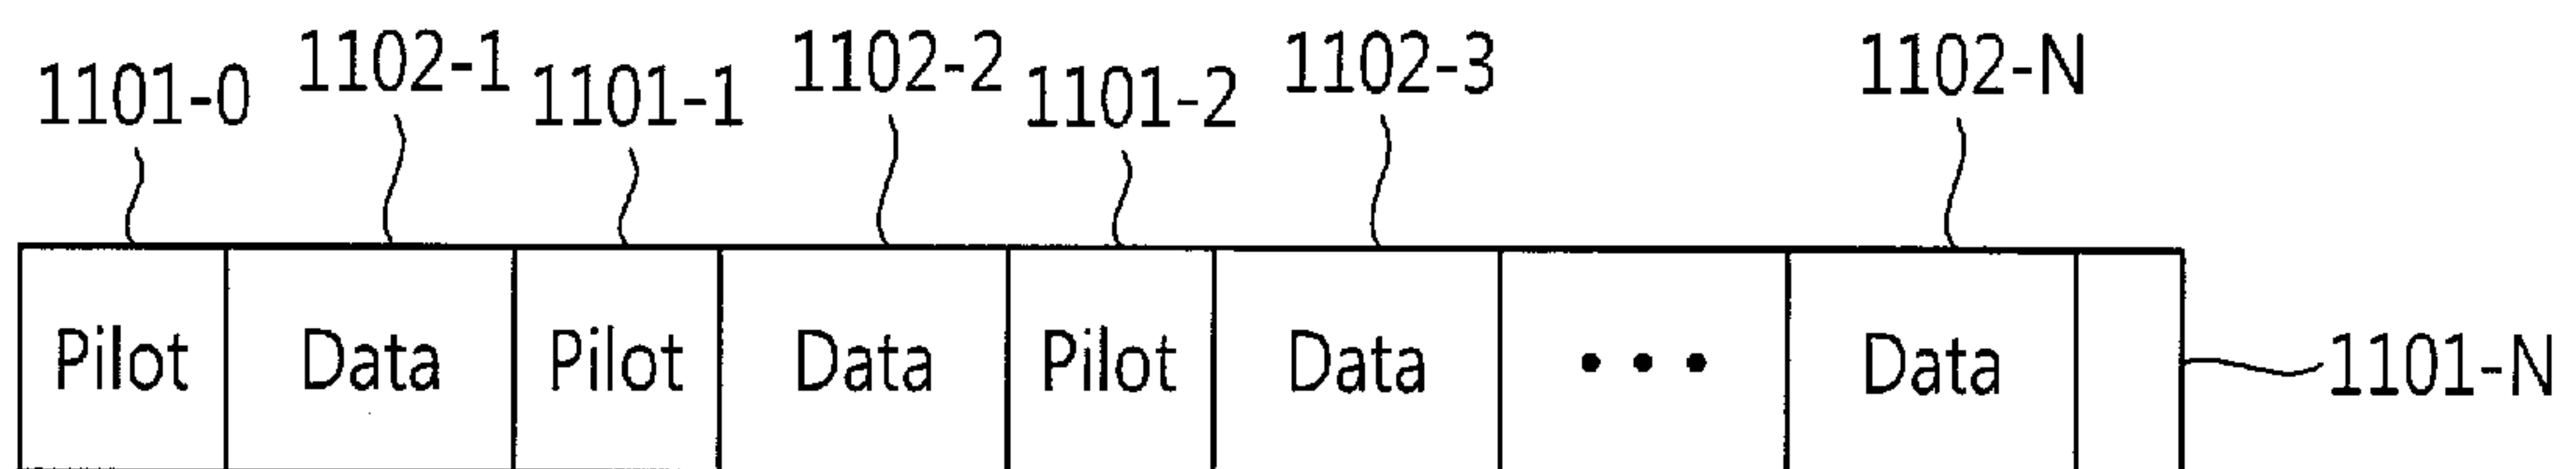 1101-0 1102-1 1101-1 1102-2 1101-2 1102-3 1102-N
Pilot Data Pilot Data Pilot Data ••• Data 1101-N